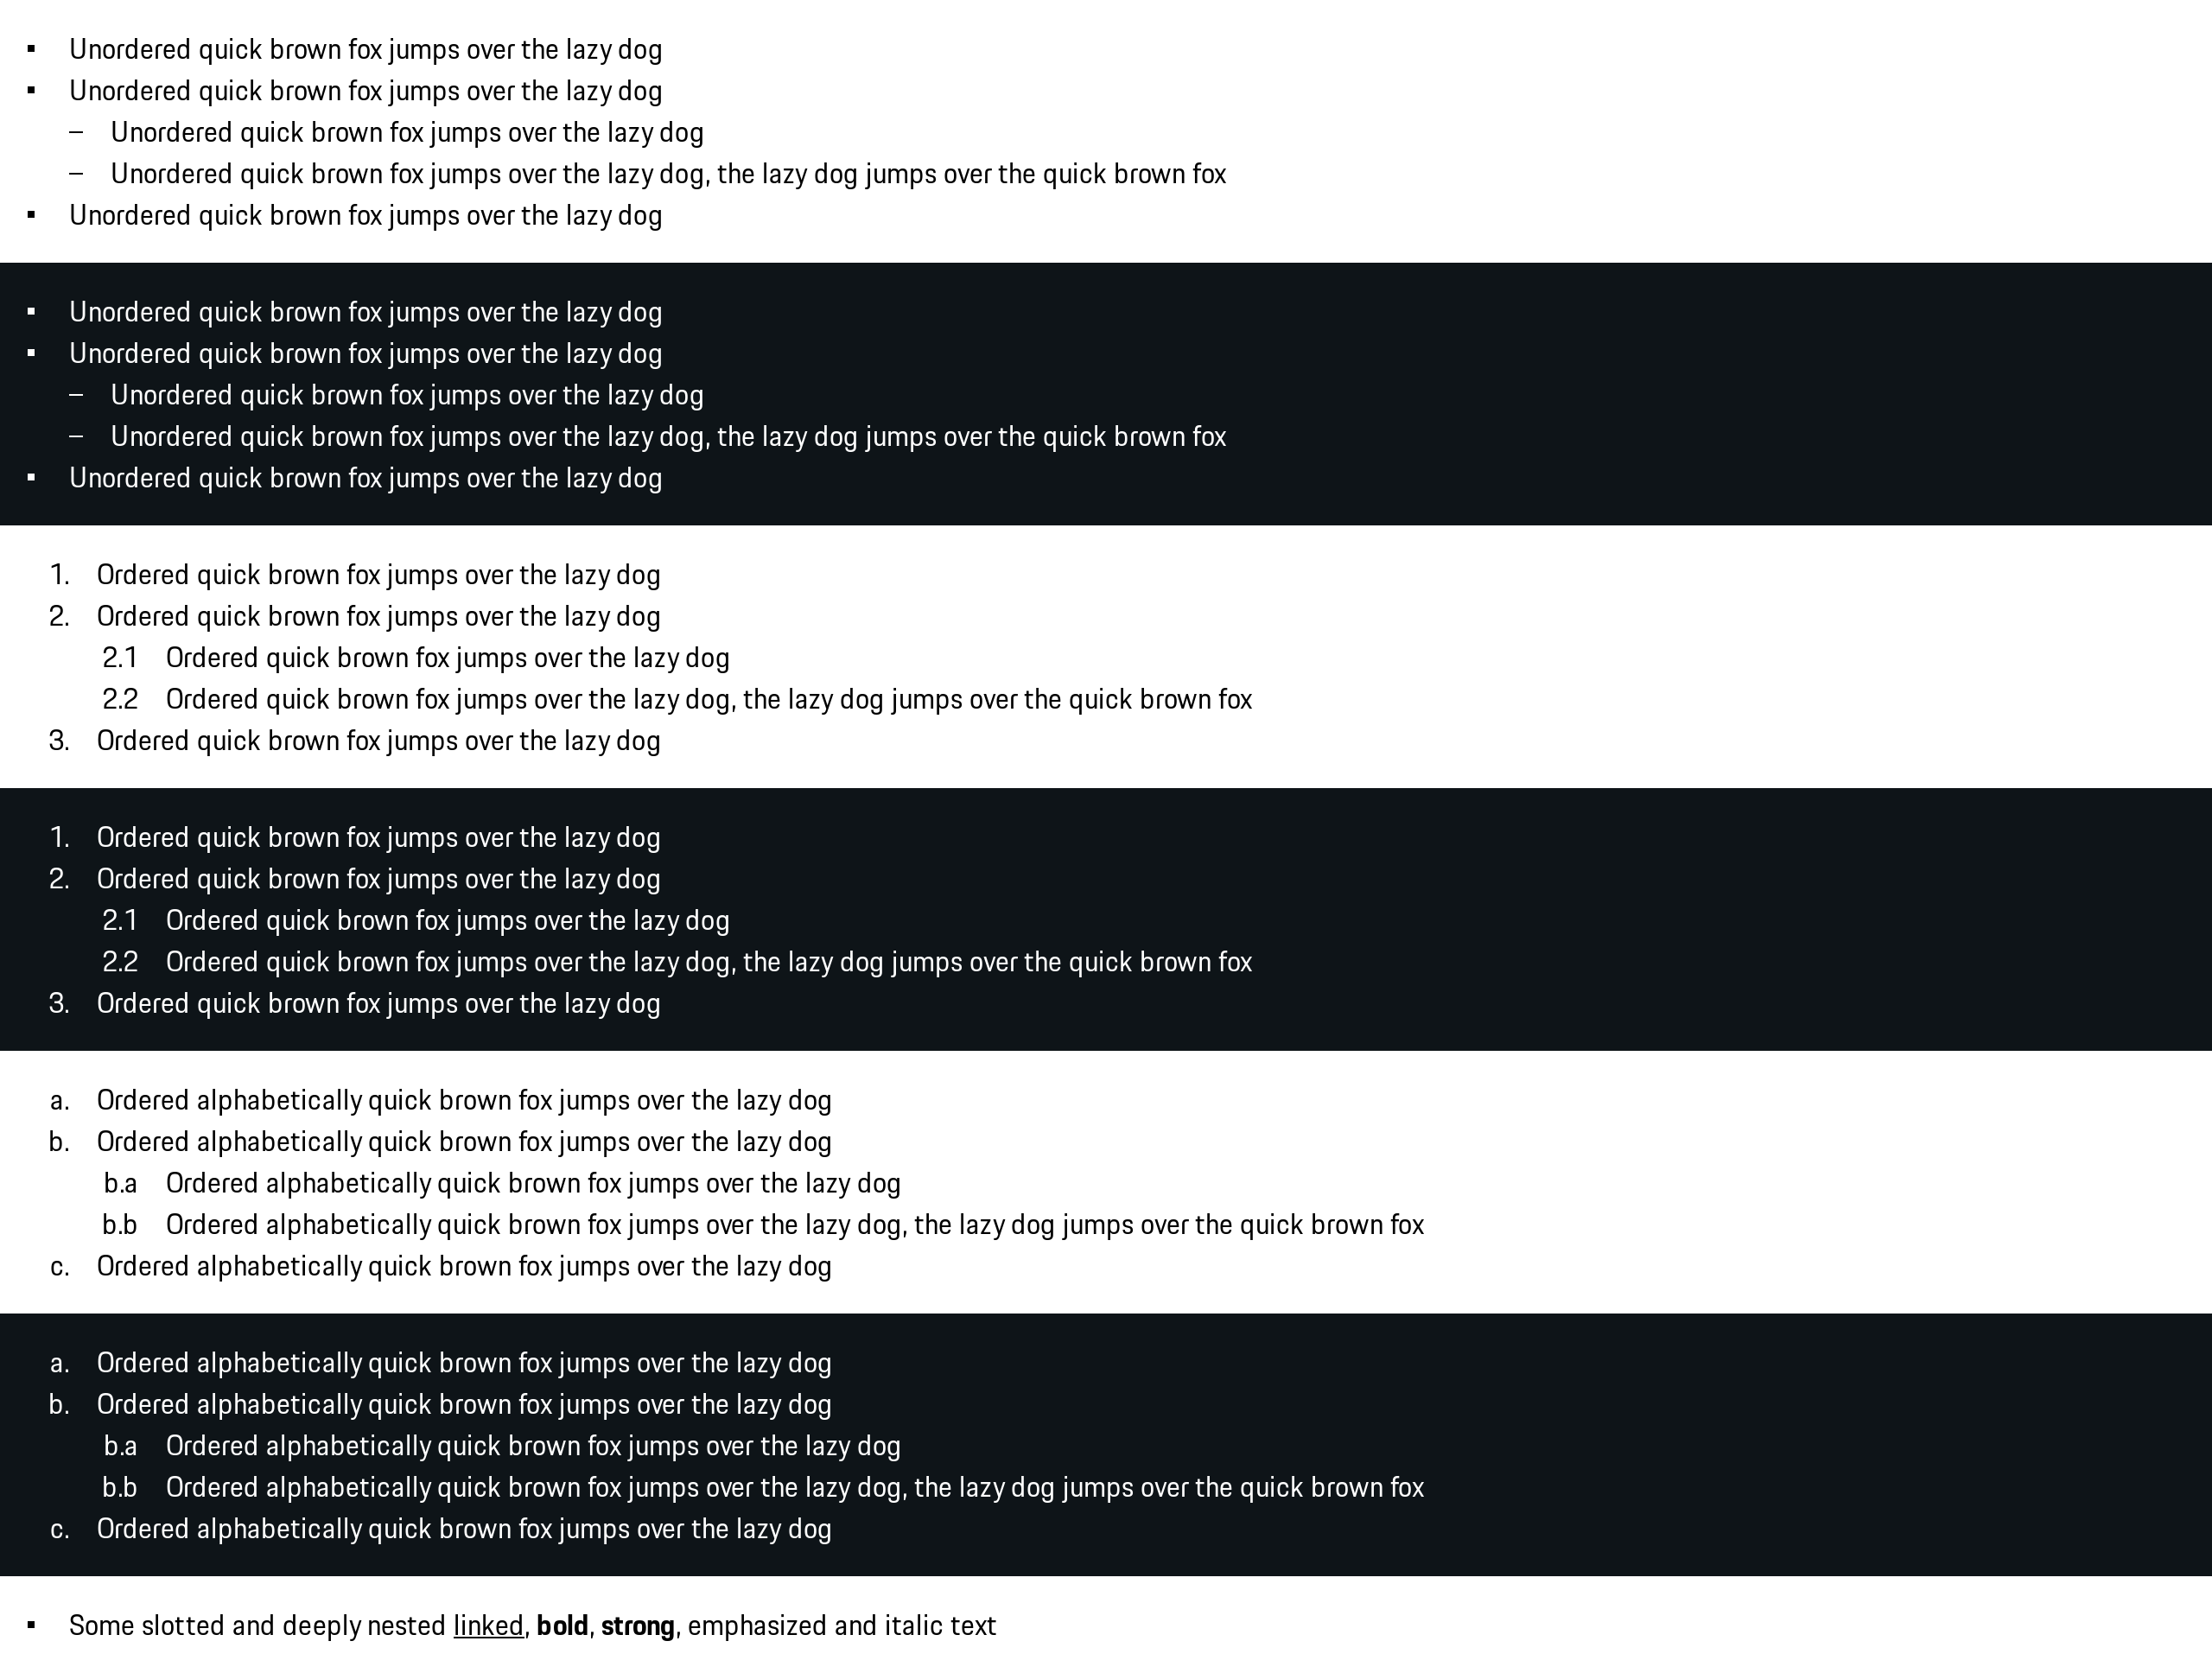 ▪ Unordered quick brown fox jumps over the lazy dog
▪ Unordered quick brown fox jumps over the lazy dog
– Unordered quick brown fox jumps over the lazy dog
– Unordered quick brown fox jumps over the lazy dog, the lazy dog jumps over the quick brown fox
▪ Unordered quick brown fox jumps over the lazy dog
▪ Unordered quick brown fox jumps over the lazy dog
▪ Unordered quick brown fox jumps over the lazy dog
– Unordered quick brown fox jumps over the lazy dog
– Unordered quick brown fox jumps over the lazy dog, the lazy dog jumps over the quick brown fox
▪ Unordered quick brown fox jumps over the lazy dog
1. Ordered quick brown fox jumps over the lazy dog
2. Ordered quick brown fox jumps over the lazy dog
2.1 Ordered quick brown fox jumps over the lazy dog
2.2 Ordered quick brown fox jumps over the lazy dog, the lazy dog jumps over the quick brown fox
3. Ordered quick brown fox jumps over the lazy dog
1. Ordered quick brown fox jumps over the lazy dog
2. Ordered quick brown fox jumps over the lazy dog
2.1 Ordered quick brown fox jumps over the lazy dog
2.2 Ordered quick brown fox jumps over the lazy dog, the lazy dog jumps over the quick brown fox
3. Ordered quick brown fox jumps over the lazy dog
a. Ordered alphabetically quick brown fox jumps over the lazy dog
b. Ordered alphabetically quick brown fox jumps over the lazy dog
b.a Ordered alphabetically quick brown fox jumps over the lazy dog
b.b Ordered alphabetically quick brown fox jumps over the lazy dog, the lazy dog jumps over the quick brown fox
c. Ordered alphabetically quick brown fox jumps over the lazy dog
a. Ordered alphabetically quick brown fox jumps over the lazy dog
b. Ordered alphabetically quick brown fox jumps over the lazy dog
b.a Ordered alphabetically quick brown fox jumps over the lazy dog
b.b Ordered alphabetically quick brown fox jumps over the lazy dog, the lazy dog jumps over the quick brown fox
c. Ordered alphabetically quick brown fox jumps over the lazy dog
▪ Some slotted and deeply nested linked, bold, strong, emphasized and italic text